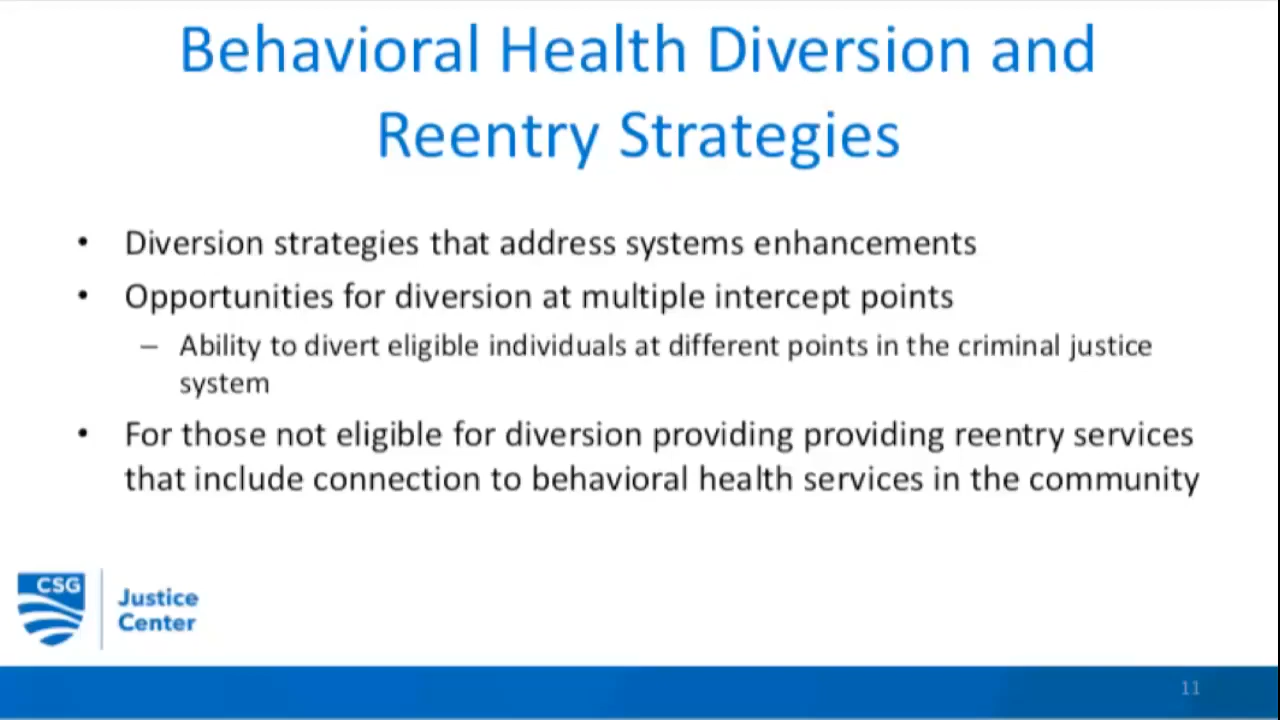 Behavioral Health Diversion and
Reentry Strategies
• Diversion strategies that address systems enhancements
• Opportunities for diversion at multiple intercept points
– Ability to divert eligible individuals at different points in the criminal justice
system
• For those not eligible for diversion providing providing reentry services
that include connection to behavioral health services in the community
CSG
Justice
Center
11